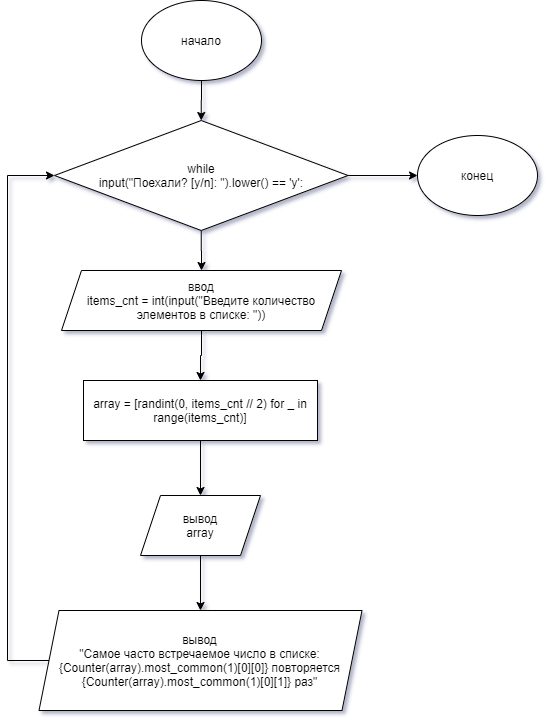 начало
while
input("Поехали? [y/n]: ").lower() == 'y':
конец
ввод
items_cnt = int(input("Введите количество
элементов в списке: "))
array = [randint(0, items_cnt // 2) for _ in
range(items_cnt)]
вывод
array
вывод
"Самое часто встречаемое число в списке:
{Counter(array).most_common(1)[0][0]} повторяется
{Counter(array).most_common(1)[0][1]} раз"